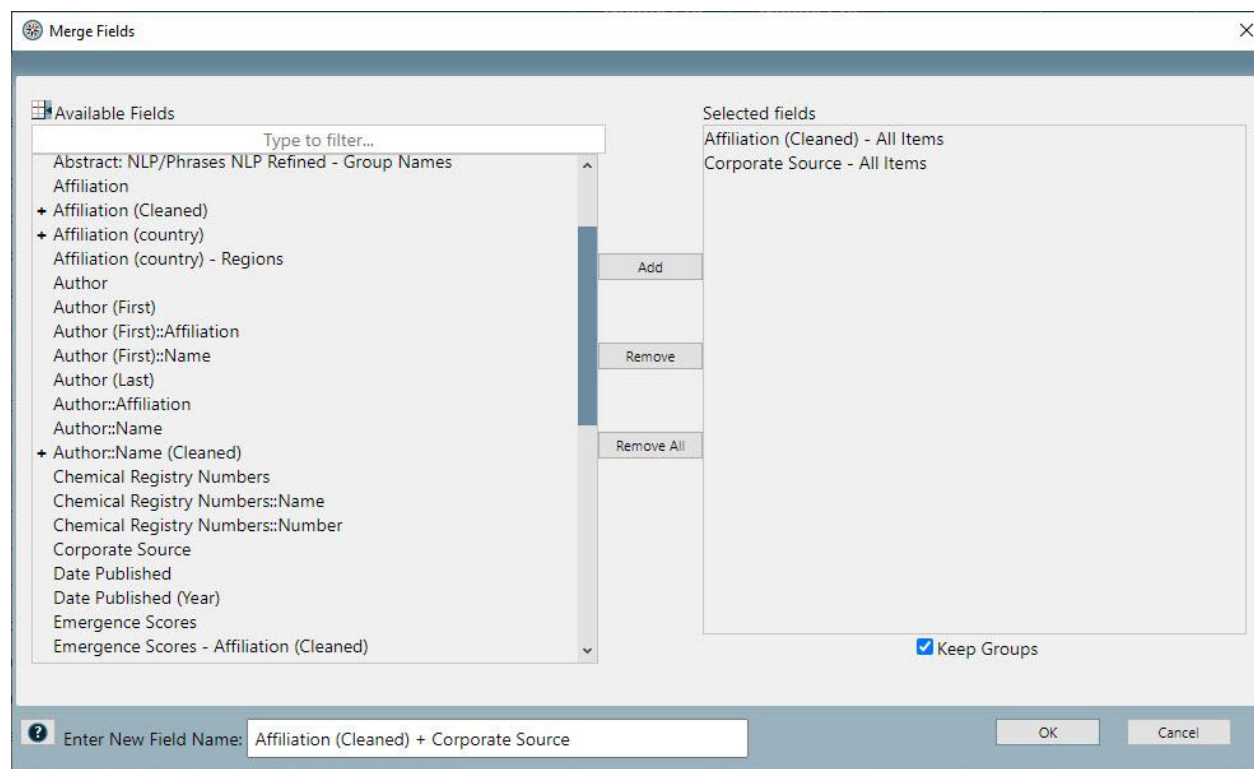 Merge Fields
Available Fields
Type to filter...
Abstract: NLP/Phrases NLP Refined - Group Names
Affiliation
+ Affiliation (Cleaned)
+ Affiliation (country)
Affiliation (country) - Regions
Author
Author (First)
Author (First)::Affiliation
Author (First)::Name
Author (Last)
Author::Affiliation
Author::Name
+ Author::Name (Cleaned)
Chemical Registry Numbers
Chemical Registry Numbers::Name
Chemical Registry Numbers::Number
Corporate Source
Date Published
Date Published (Year)
Emergence Scores
Emergence Scores - Affiliation (Cleaned)
Add
Remove
Remove All
Selected fields
Affiliation (Cleaned) - All Items
Corporate Source - All Items
Keep Groups
? Enter New Field Name: Affiliation (Cleaned) + Corporate Source
OK
Cancel